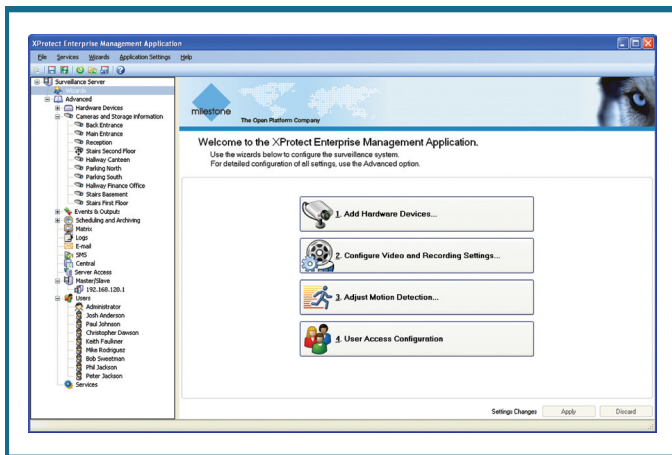 XProtect Enterprise Management Application
File Services Wizards Application Settings Help
Surveillance Server
Wizards
Advanced
Hardware Devices
Cameras and Storage Information
Back Entrance
Main Entrance
Reception
Stairs Second Floor
Hallway Canteen
Parking North
Parking South
Hallway Finance Office
Stairs Basement
Stairs First Floor
Events & Output:
Scheduling and Archiving
Matrix
Logs
E-mail
SMS
Central
Server Access
Master/Slave
192.168.120.1
Users
Administrator
Josh Anderson
Paul Johnson
Christopher Dawson
Keith Faulkner
Mike Rodriguez
Bob Sweetman
Phil Jackson
Peter Jackson
Services
milestone
The Open Platform Company
Welcome to the XProtect Enterprise Management Application.
Use the wizards below to configure the surveillance system.
For detailed configuration of all settings, use the Advanced option.
1. Add Hardware Devices...
2. Configure Video and Recording Settings...
3. Adjust Motion Detection...
4. User Access Configuration
Settings Changes Apply Discard